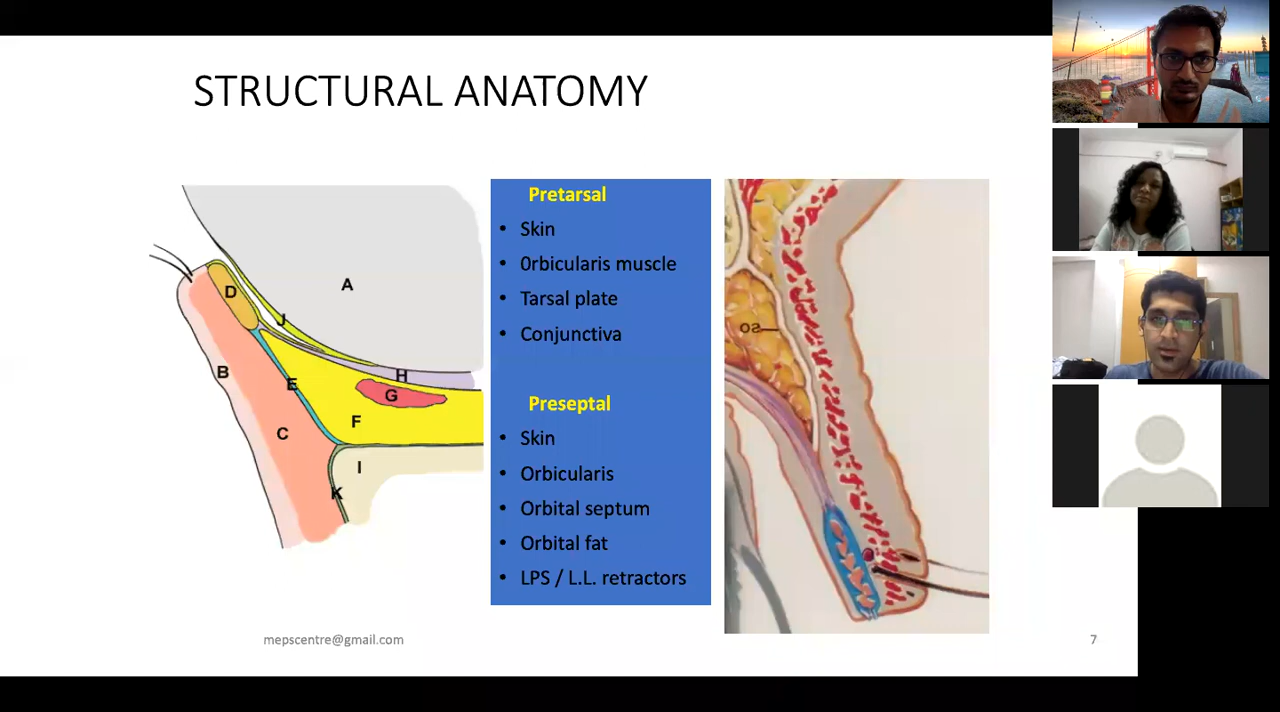 STRUCTURAL ANATOMY
A
D
J
B
E
H
G
F
C
I
K
Pretarsal
• Skin
• 0rbicularis muscle
• Tarsal plate
• Conjunctiva
Preseptal
• Skin
• Orbicularis
• Orbital septum
• Orbital fat
• LPS / L.L. retractors
so
mepscentre@gmail.com
7